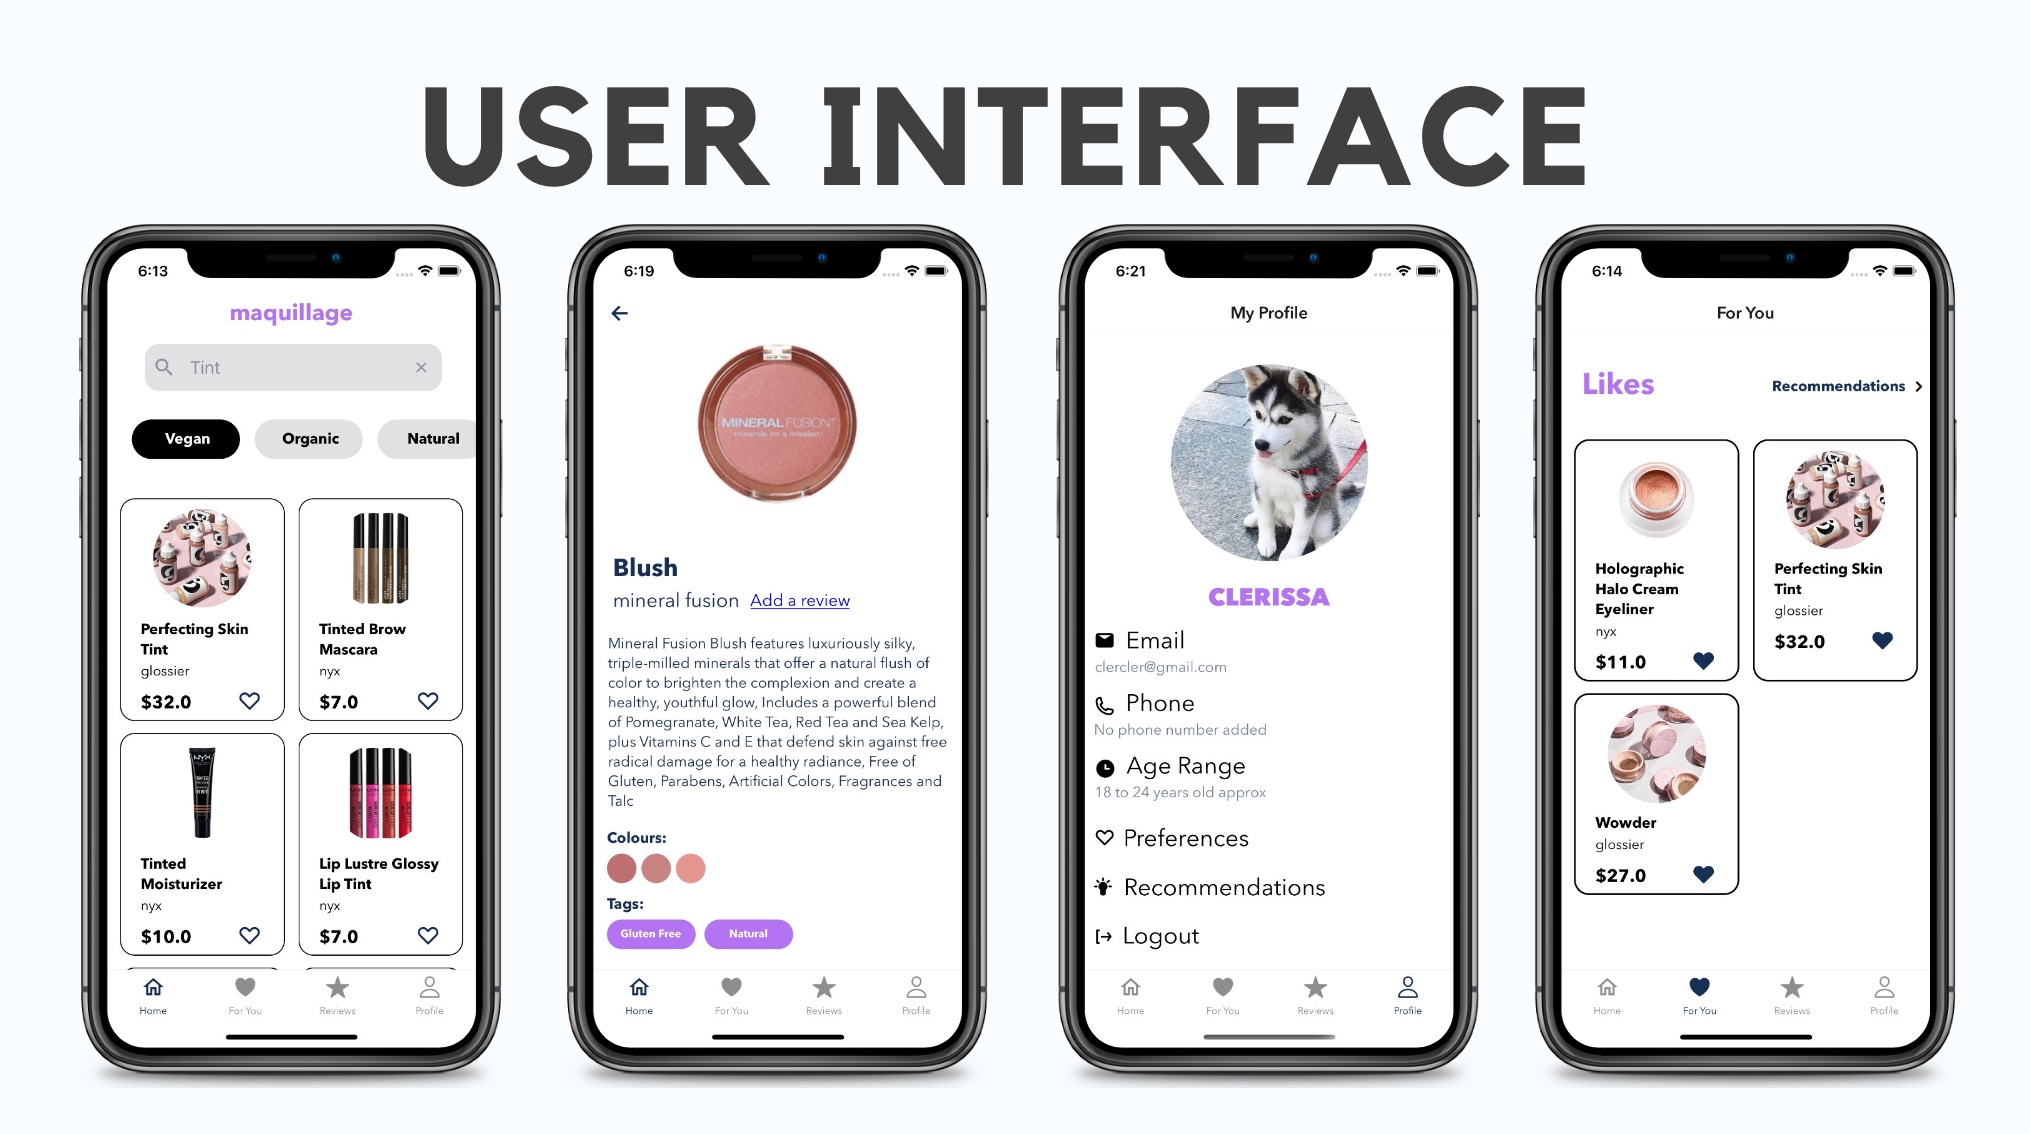 USER INTERFACE
6:13
maquillage
Tint
Vegan
Organic
Natural
Perfecting Skin
Tint
glossier
$32.0
Tinted Brow
Mascara
nyx
$7.0
Tinted
Moisturizer
nyx
$10.0
Lip Lustre Glossy
Lip Tint
nyx
$7.0
Home
For You
Reviews
Profile
6:19
MINERAL FUSION
minerals on a mission
Blush
mineral fusion Add a review
Mineral Fusion Blush features luxuriously silky,
triple-milled minerals that offer a natural flush of
color to brighten the complexion and create a
healthy, youthful glow, Includes a powerful blend
of Pomegranate, White Tea, Red Tea and Sea Kelp,
plus Vitamins C and E that defend skin against free
radical damage for a healthy radiance, Free of
Gluten, Parabens, Artificial Colors, Fragrances and
Talc
Colours:
Tags:
Gluten Free
Natural
Home
For You
Reviews
Profile
6:21
My Profile
CLERISSA
Email
clercler@gmail.com
Phone
No phone number added
Age Range
18 to 24 years old approx
Preferences
Recommendations
Logout
Home
For You
Reviews
Profile
6:14
For You
Likes
Recommendations
Holographic
Halo Cream
Eyeliner
nyx
$11.0
Perfecting Skin
Tint
glossier
$32.0
Wowder
glossier
$27.0
Home
For You
Reviews
Profile